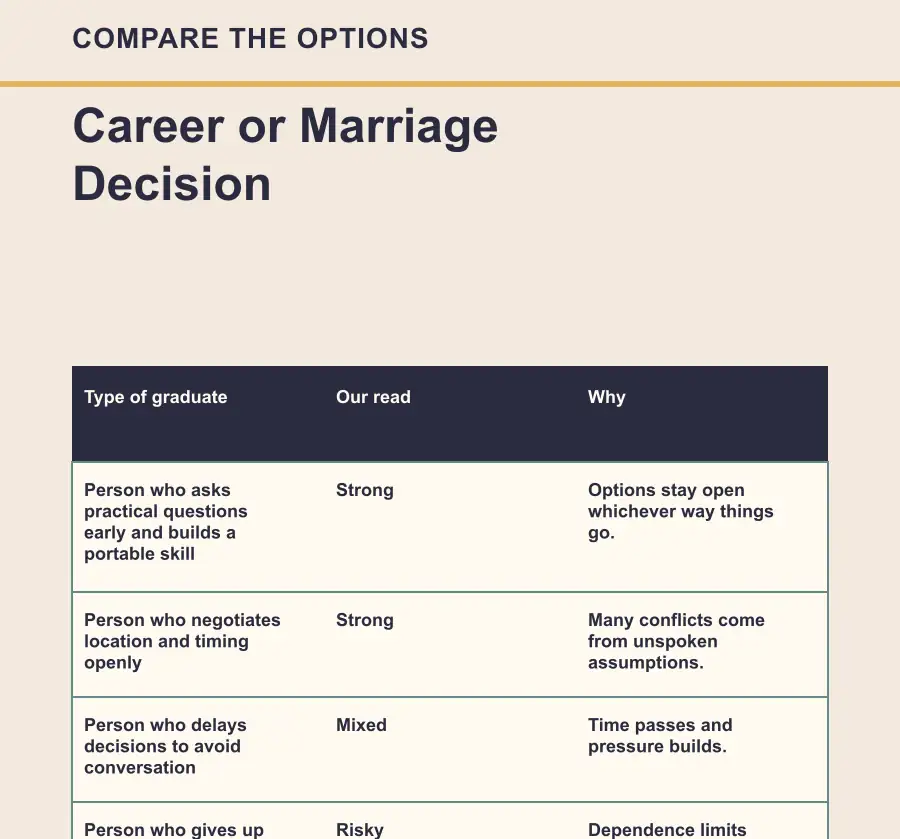 COMPARE THE OPTIONS
Career or Marriage
Decision
Type of graduate
Our read
Why
Person who asks
practical questions
early and builds a
portable skill
Strong
Options stay open
whichever way things
go.
Person who negotiates
location and timing
openly
Strong
Many conflicts come
from unspoken
assumptions.
Person who delays
decisions to avoid
conversation
Mixed
Time passes and
pressure builds.
Person who gives up
Risky
Dependence limits